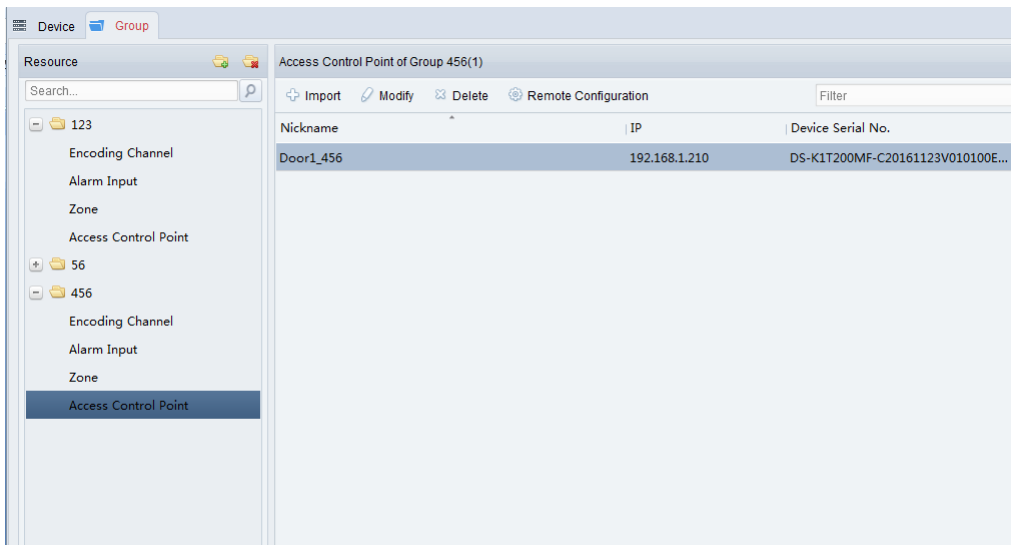 Device Group
Resource
Search...
123
Encoding Channel
Alarm Input
Zone
Access Control Point
56
456
Encoding Channel
Alarm Input
Zone
Access Control Point
Access Control Point of Group 456(1)
Import Modify Delete Remote Configuration Filter
Nickname IP Device Serial No.
Door1_456 192.168.1.210 DS-K1T200MF-C20161123V010100E...